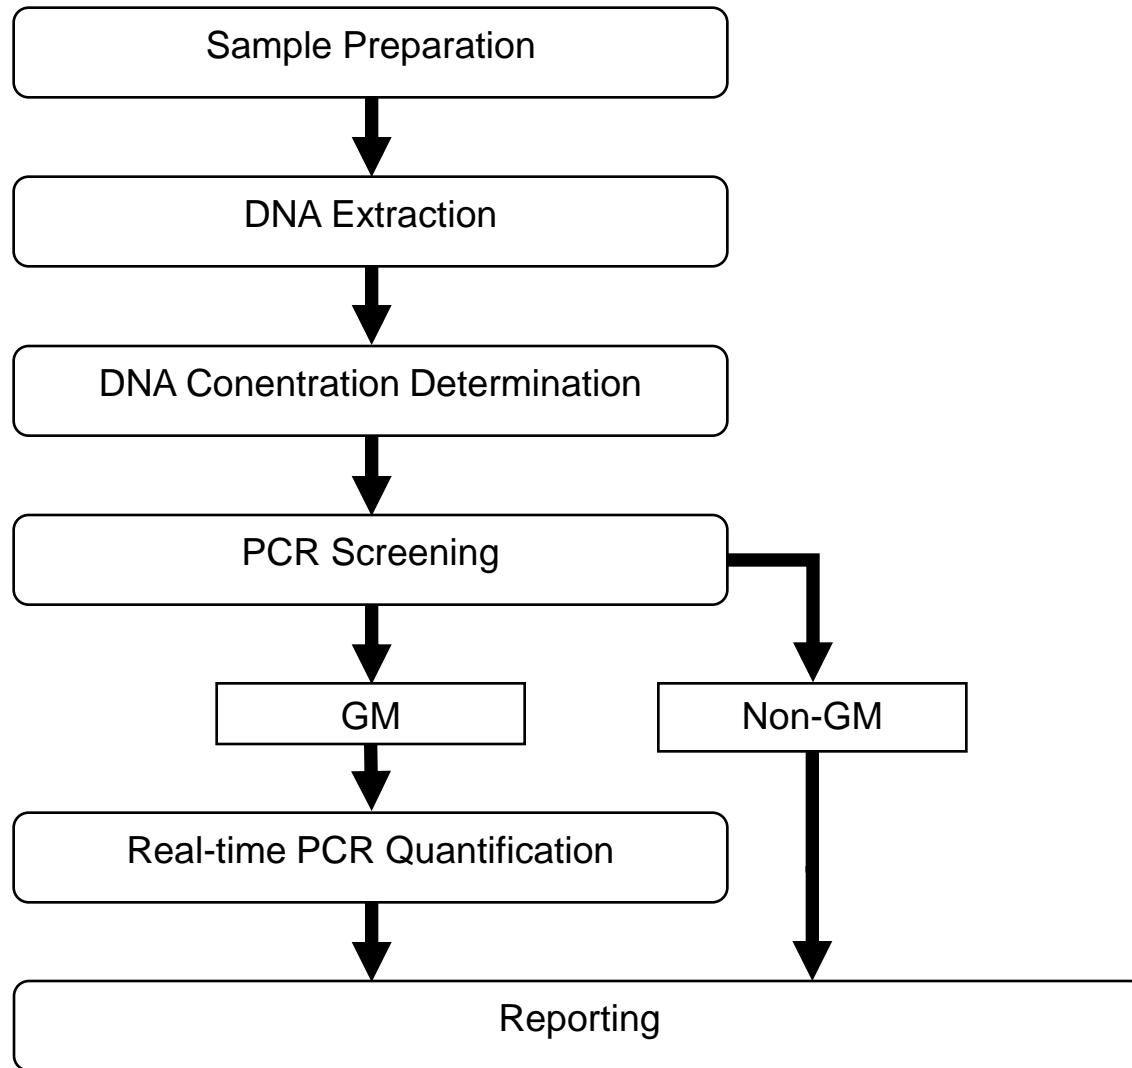 Sample Preparation
DNA Extraction
DNA Conentration Determination
PCR Screening
GM
Non-GM
Real-time PCR Quantification
Reporting